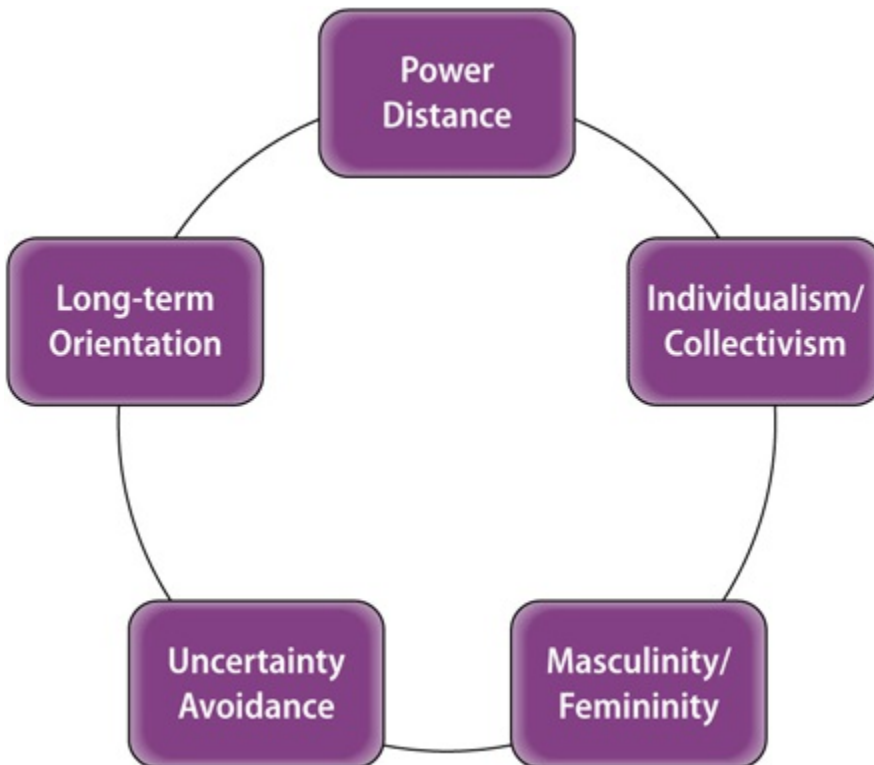 Power
Distance
Individualism/
Collectivism
Masculinity/
Femininity
Uncertainty
Avoidance
Long-term
Orientation